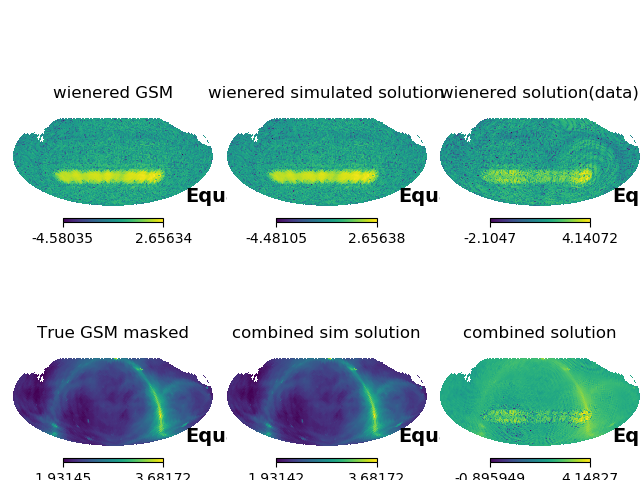 wienered GSM wienered simulated solution wienered solution(data)
Equ Equ Eq
-4.58035 2.65634 -4.48105 2.65638 -2.1047 4.14072
True GSM masked combined sim solution combined solution
Equ Equ Eq
1.93145 3.68172 1.93142 3.68172 -0.895949 4.14827